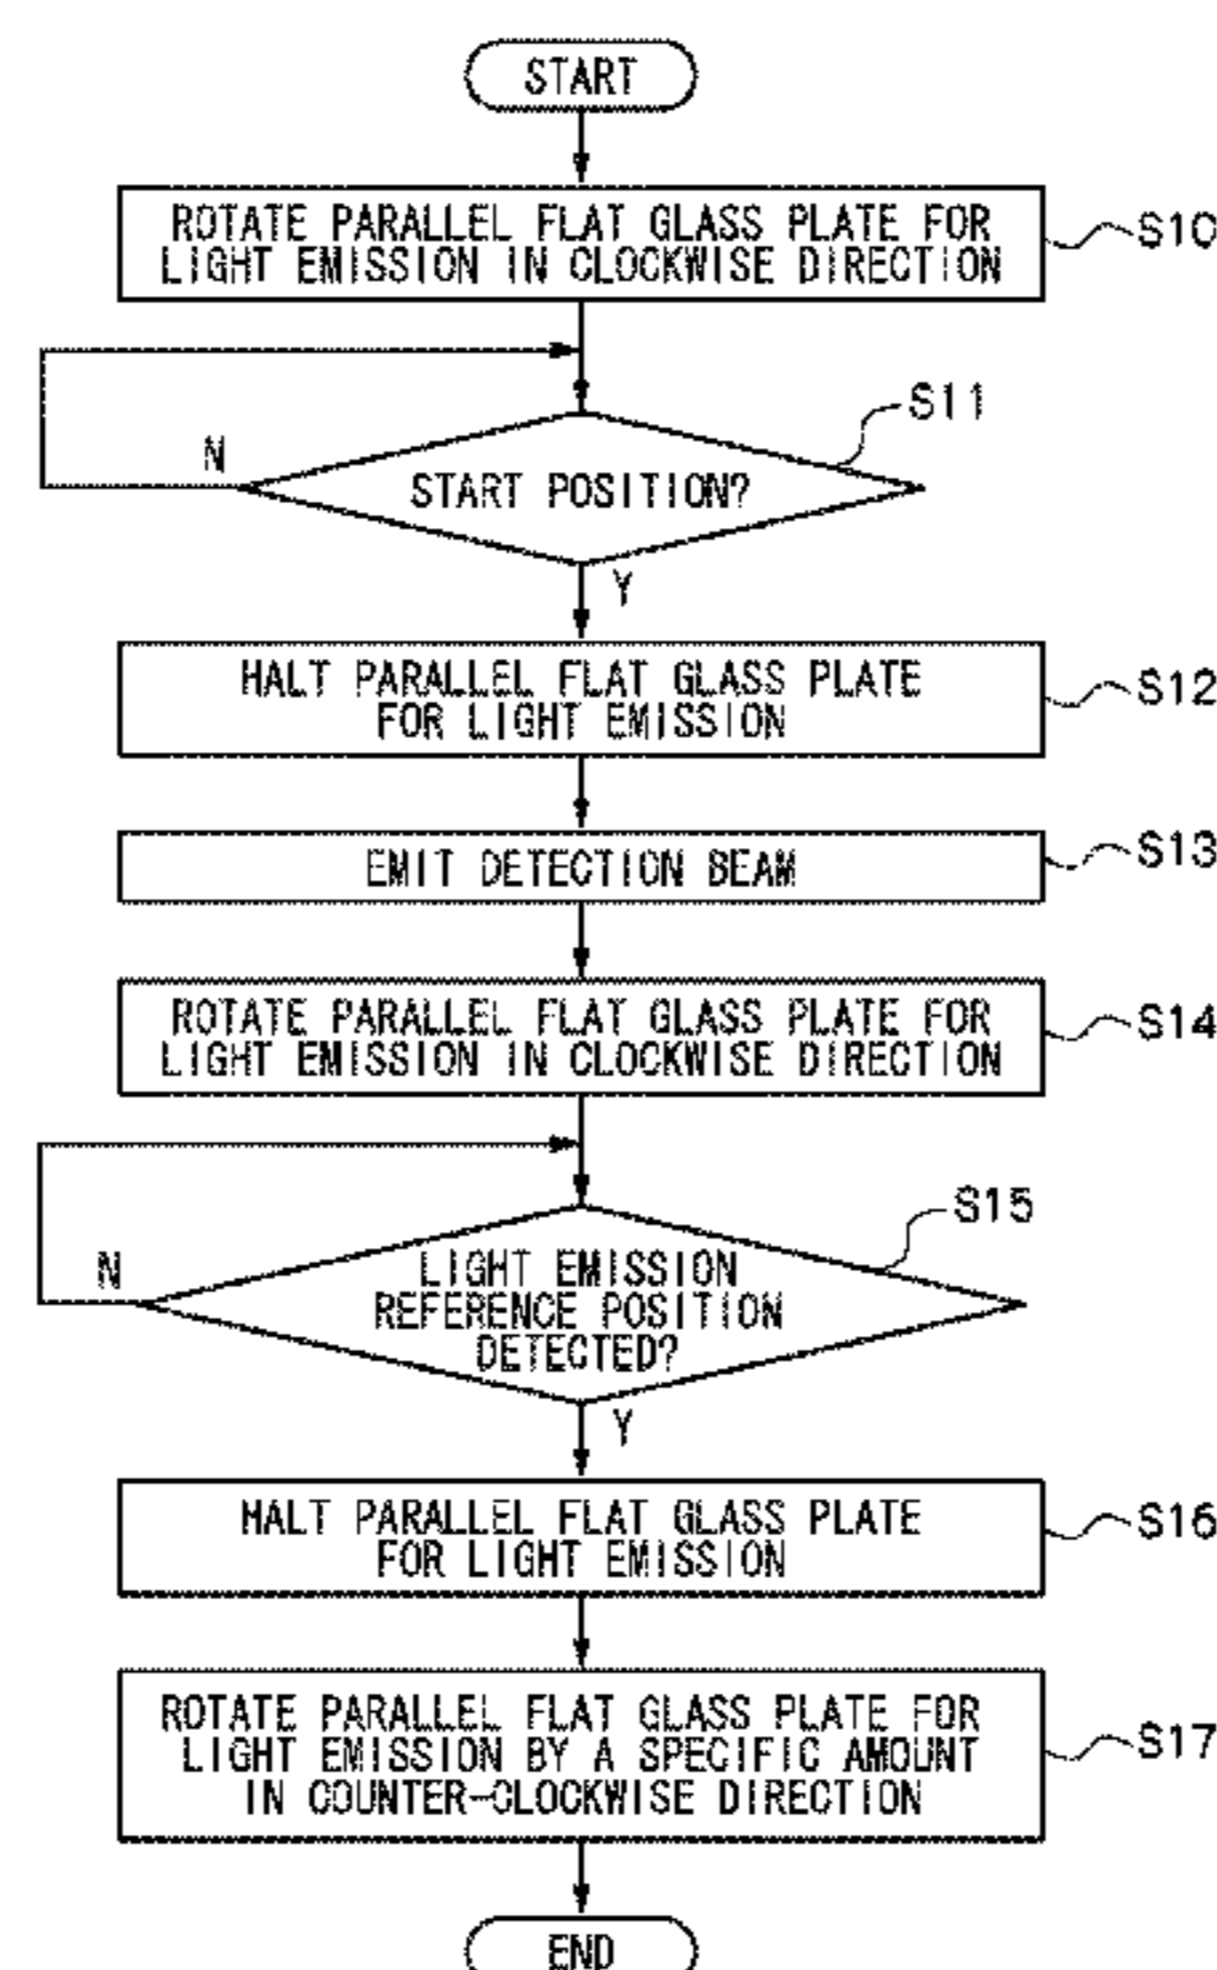 START
ROTATE PARALLEL FLAT GLASS PLATE FOR
LIGHT EMISSION IN CLOCKWISE DIRECTION
S10
S11
N
START POSITION?
Y
HALT PARALLEL FLAT GLASS PLATE
FOR LIGHT EMISSION
S12
EMIT DETECTION BEAM
S13
ROTATE PARALLEL FLAT GLASS PLATE FOR
LIGHT EMISSION IN CLOCKWISE DIRECTION
S14
S15
N
LIGHT EMISSION
REFERENCE POSITION
DETECTED?
Y
HALT PARALLEL FLAT GLASS PLATE
FOR LIGHT EMISSION
S16
ROTATE PARALLEL FLAT GLASS PLATE FOR
LIGHT EMISSION BY A SPECIFIC AMOUNT
IN COUNTER-CLOCKWISE DIRECTION
S17
END